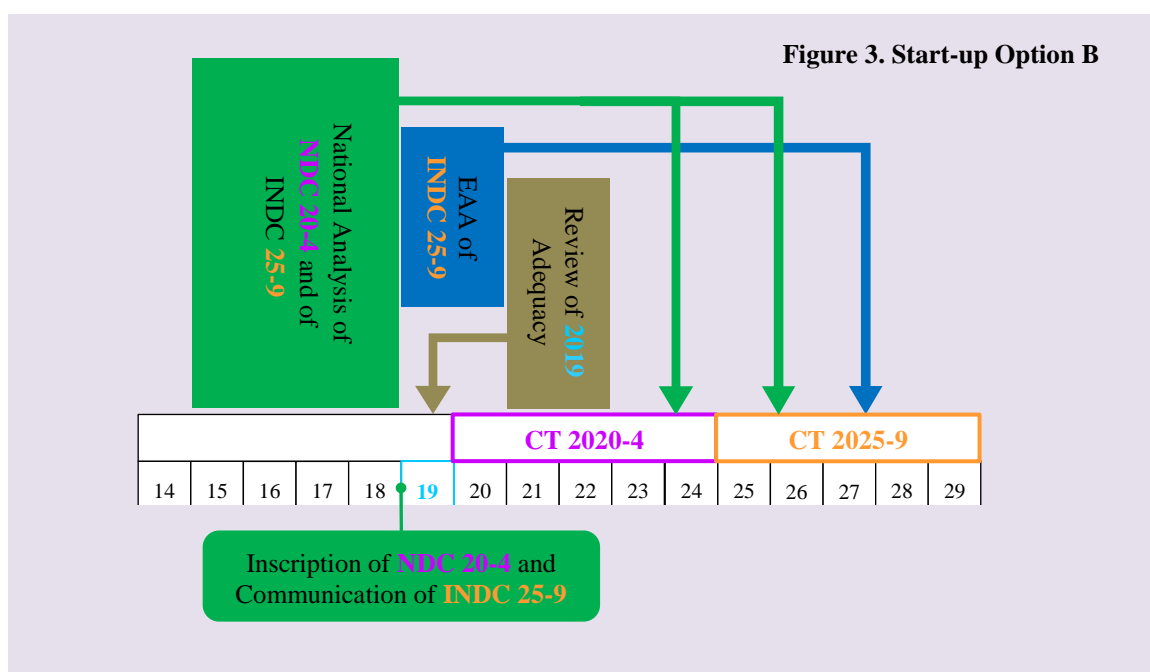 Figure 3. Start-up Option B
National Analysis of
NDC 20-4 and of
INDC 25-9
EAA of
INDC 25-9
Review of 2019
Adequacy
CT 2020-4
CT 2025-9
14 15 16 17 18 19 20 21 22 23 24 25 26 27 28 29
Inscription of NDC 20-4 and
Communication of INDC 25-9